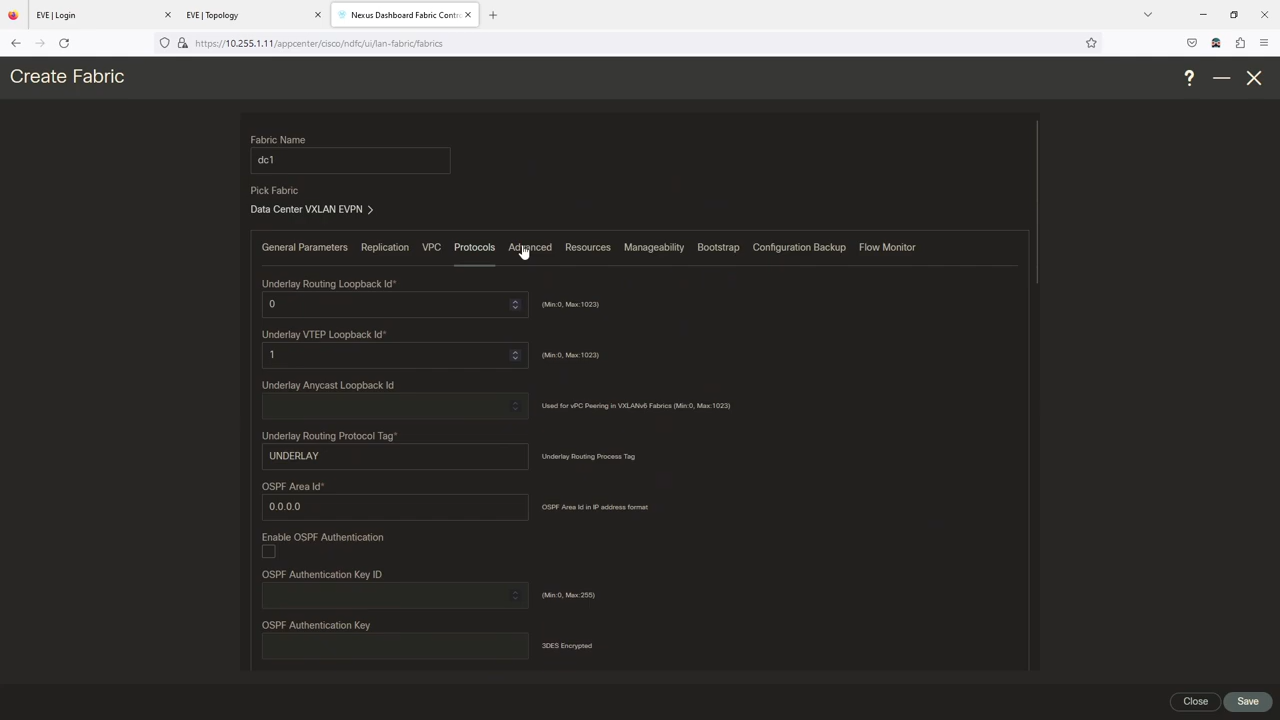 EVE | Login
EVE | Topology
Nexus Dashboard Fabric Contr
https://10.255.1.11/appcenter/cisco/ndfc/ui/lan-fabric/fabrics
Create Fabric
Fabric Name
dc1
Pick Fabric
Data Center VXLAN EVPN
General Parameters Replication VPC Protocols Advanced Resources Manageability Bootstrap Configuration Backup Flow Monitor
Underlay Routing Loopback Id*
0 (Min:0, Max:1023)
Underlay VTEP Loopback Id*
1 (Min:0, Max:1023)
Underlay Anycast Loopback Id
Used for vPC Peering in VXLANv6 Fabrics (Min:0, Max:1023)
Underlay Routing Protocol Tag*
UNDERLAY Underlay Routing Process Tag
OSPF Area Id*
0.0.0.0 OSPF Area Id in IP address format
Enable OSPF Authentication
OSPF Authentication Key ID
(Min:0, Max:255)
OSPF Authentication Key
3DES Encrypted
Close Save